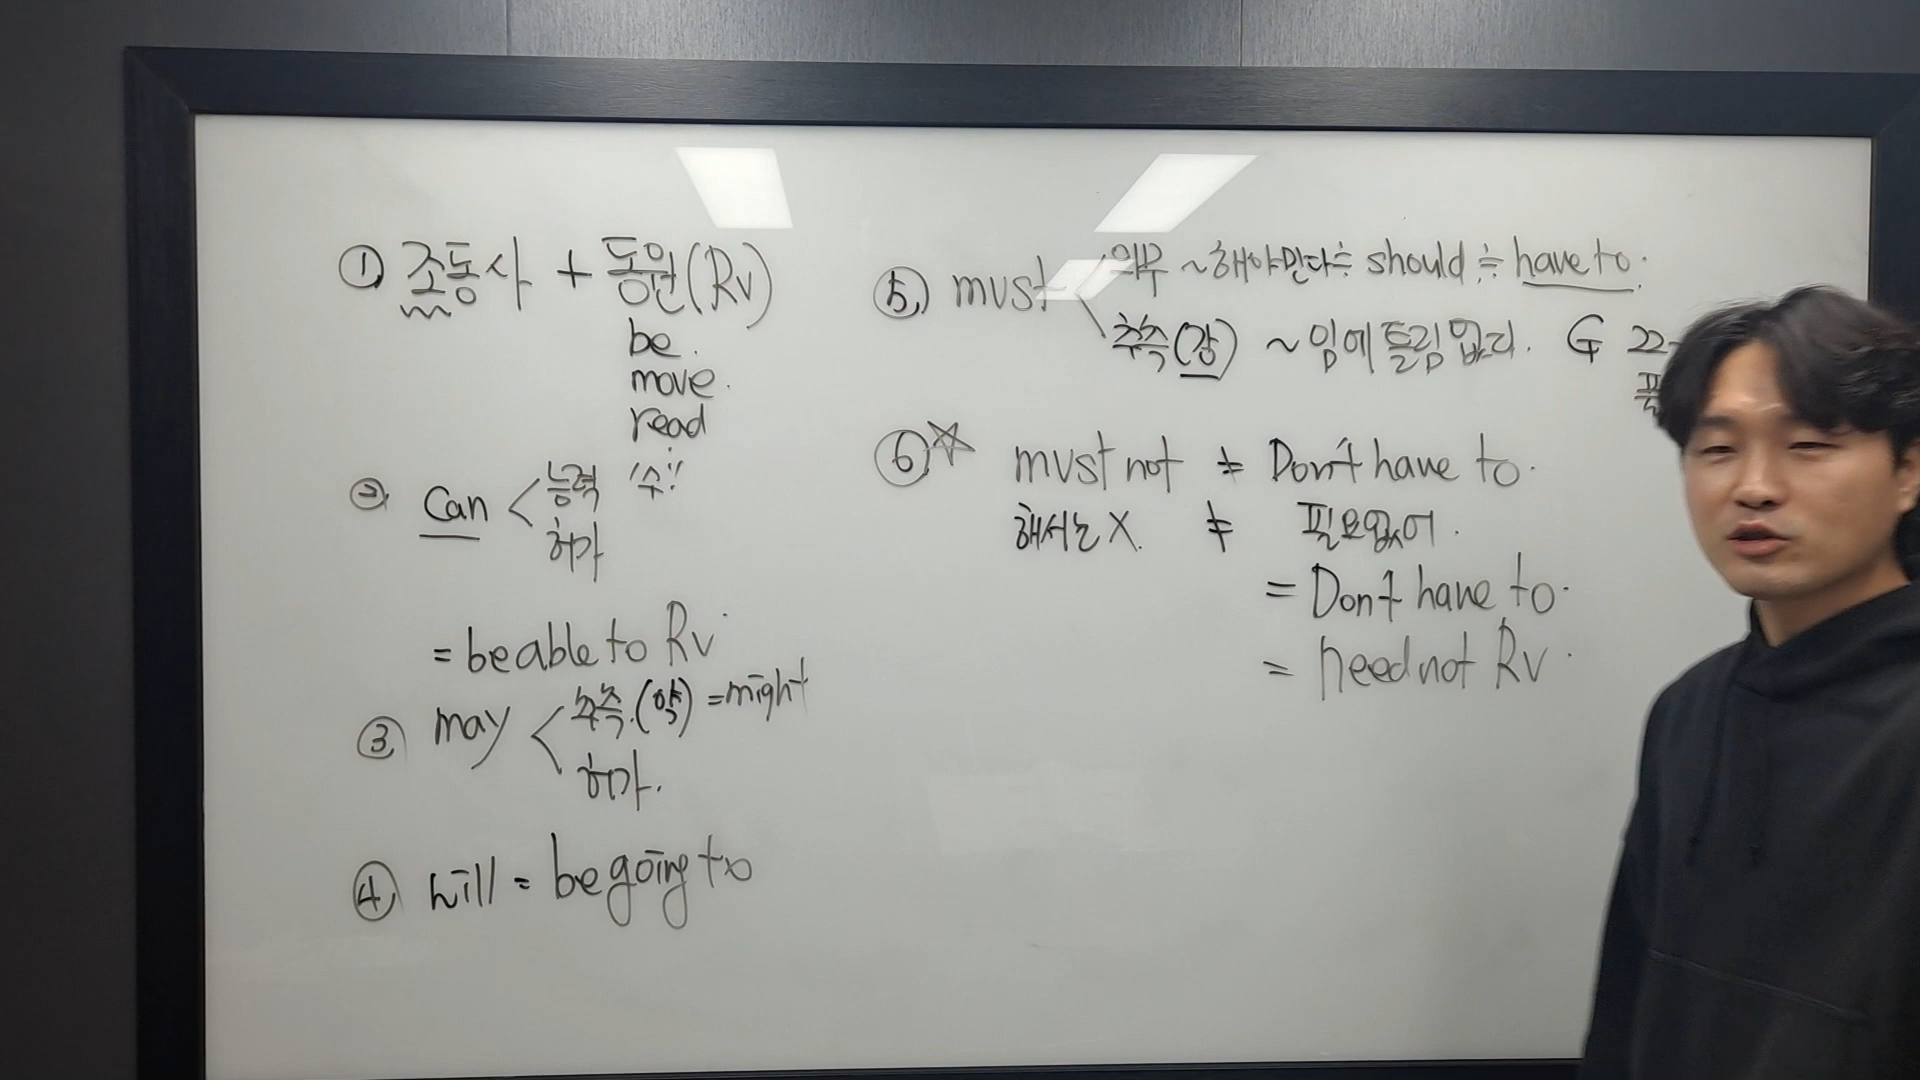 ① 조동사 + 동원(Rv)
be.
move.
read
② Can < 능력 '수'!
허가
= be able to Rv
③ may < 추측.(약) = might
허가.
④ will = be going to
⑤ must < 의무 ~해야만다≒ should ≒ have to.
추측(강) ~임에 틀림 없다. G 22-
⑥☆ must not ≠ Don't have to.
해서는 X. ≠ 필요없어.
= Don't have to.
= need not Rv.